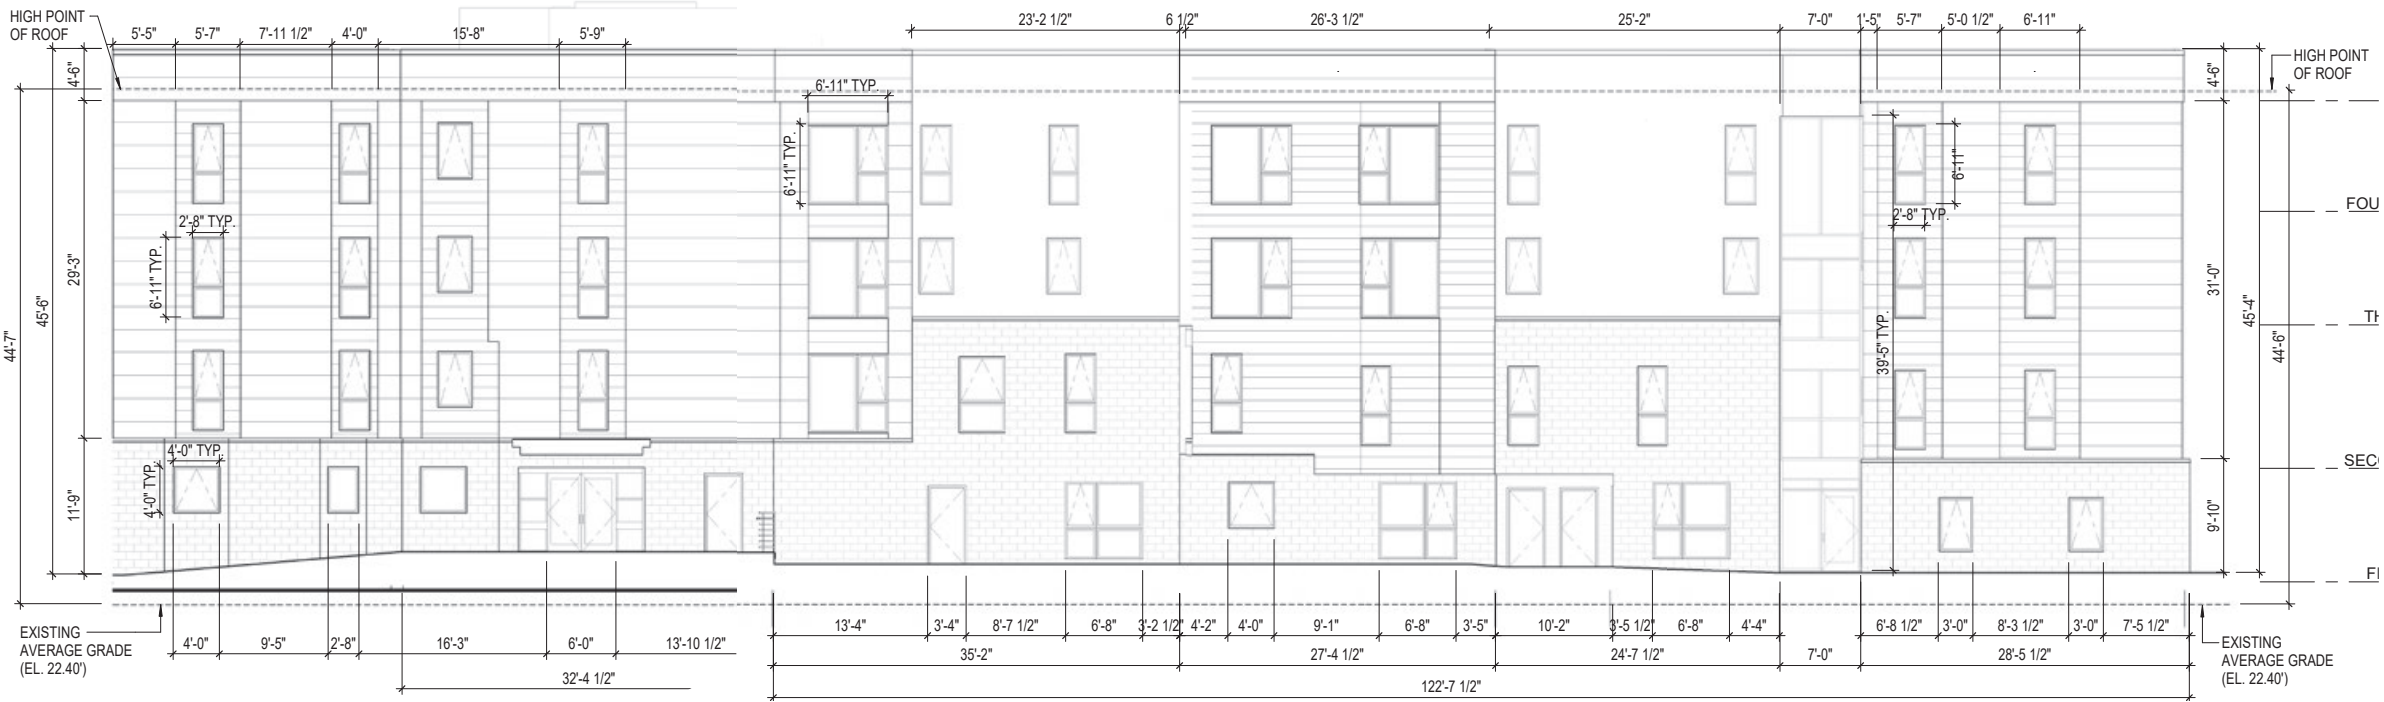 HIGH POINT
OF ROOF
5'-5"
5'-7"
7'-11 1/2"
4'-0"
15'-8"
5'-9"
23'-2 1/2"
6 1/2"
26'-3 1/2"
25'-2"
7'-0"
1'-5"
5'-7"
5'-0 1/2"
6'-11"
HIGH POINT
OF ROOF
4'-6"
29'-3"
11'-9"
45'-6"
44'-7"
2'-8" TYP.
6'-11" TYP.
4'-0" TYP.
4'-0" TYP.
6'-11" TYP.
6'-11" TYP.
39'-5" TYP.
6'-11"
2'-8" TYP.
4'-6"
31'-0"
9'-10"
45'-4"
44'-6"
FOU
TH
SEC
FI
EXISTING
AVERAGE GRADE
(EL. 22.40')
4'-0"
9'-5"
2'-8"
16'-3"
6'-0"
13'-10 1/2"
32'-4 1/2"
13'-4"
3'-4"
8'-7 1/2"
6'-8"
3'-2 1/2"
4'-2"
4'-0"
9'-1"
6'-8"
3'-5"
10'-2"
3'-5 1/2"
6'-8"
4'-4"
6'-8 1/2"
3'-0"
8'-3 1/2"
3'-0"
7'-5 1/2"
35'-2"
27'-4 1/2"
24'-7 1/2"
7'-0"
28'-5 1/2"
122'-7 1/2"
EXISTING
AVERAGE GRADE
(EL. 22.40')